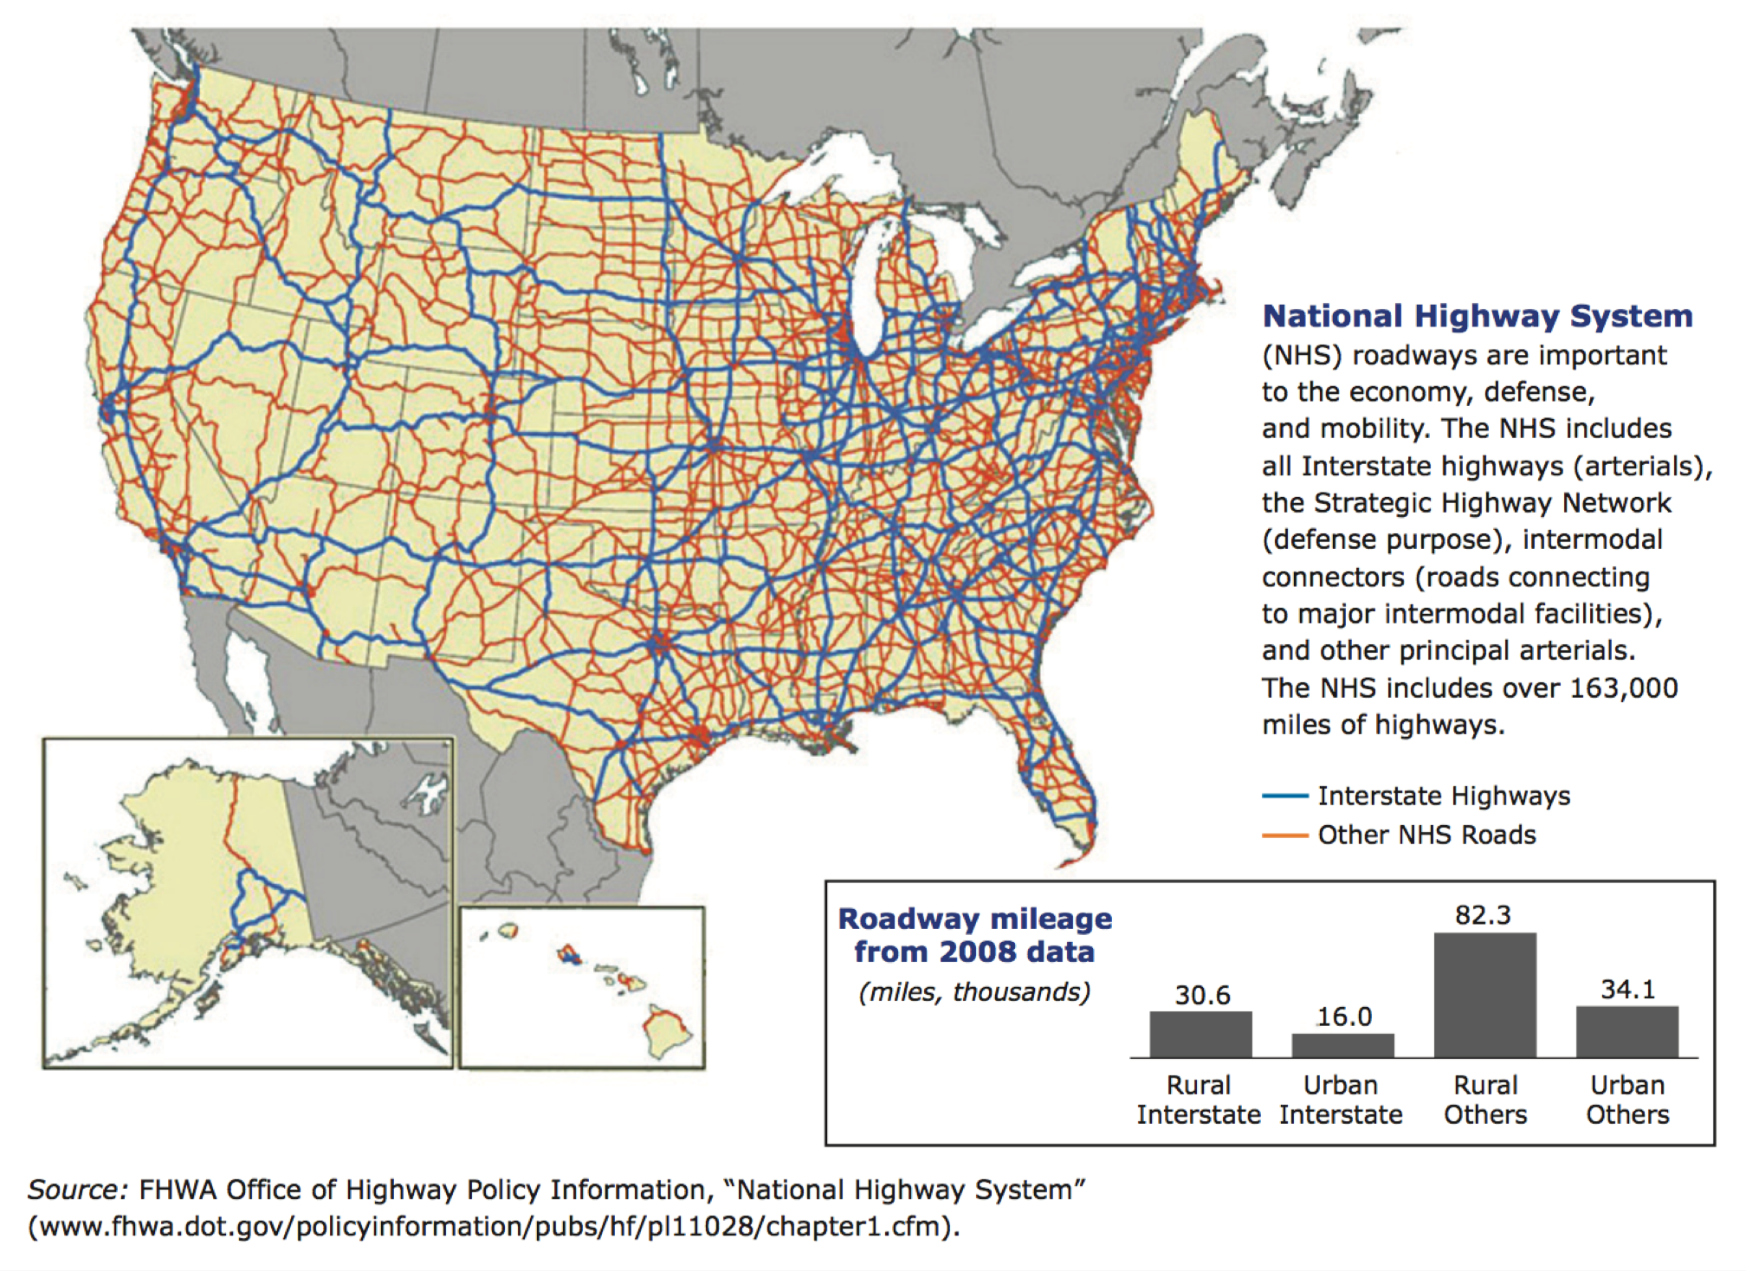 National Highway System
(NHS) roadways are important
to the economy, defense,
and mobility. The NHS includes
all Interstate highways (arterials),
the Strategic Highway Network
(defense purpose), intermodal
connectors (roads connecting
to major intermodal facilities),
and other principal arterials.
The NHS includes over 163,000
miles of highways.
Interstate Highways
Other NHS Roads
Roadway mileage
from 2008 data
(miles, thousands)
30.6
16.0
82.3
34.1
Rural
Interstate
Urban
Interstate
Rural
Others
Urban
Others
Source: FHWA Office of Highway Policy Information, “National Highway System”
(www.fhwa.dot.gov/policyinformation/pubs/hf/pl11028/chapter1.cfm).